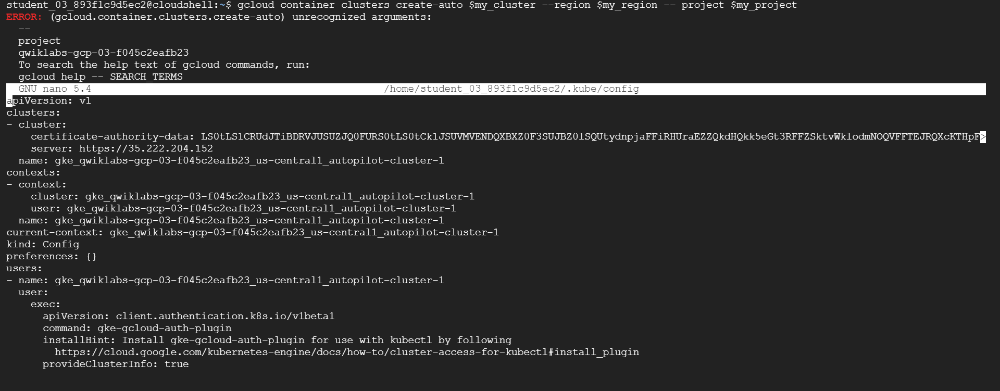 student_03_893f1c9d5ec2@cloudshell:~$ gcloud container clusters create-auto $my_cluster --region $my_region -- project $my_project
ERROR: (gcloud.container.clusters.create-auto) unrecognized arguments:
  --
  project
  qwiklabs-gcp-03-f045c2eafb23
  To search the help text of gcloud commands, run:
  gcloud help -- SEARCH_TERMS
  GNU nano 5.4 /home/student_03_893f1c9d5ec2/.kube/config
apiVersion: v1
clusters:
- cluster:
    certificate-authority-data: LS0tLS1CRUdJTiBDRVJUSUZJQ0FURS0tLS0tCk1JSUVMVENDQXBXZ0F3SUJBZ0lSQUtydnpjaFFiRHUraEZZQkdHQkk5eGt3RFFZSktvWklodmNOQVFFTEJRQXcKTHpF>
    server: https://35.222.204.152
  name: gke_qwiklabs-gcp-03-f045c2eafb23_us-central1_autopilot-cluster-1
contexts:
- context:
    cluster: gke_qwiklabs-gcp-03-f045c2eafb23_us-central1_autopilot-cluster-1
    user: gke_qwiklabs-gcp-03-f045c2eafb23_us-central1_autopilot-cluster-1
  name: gke_qwiklabs-gcp-03-f045c2eafb23_us-central1_autopilot-cluster-1
current-context: gke_qwiklabs-gcp-03-f045c2eafb23_us-central1_autopilot-cluster-1
kind: Config
preferences: {}
users:
- name: gke_qwiklabs-gcp-03-f045c2eafb23_us-central1_autopilot-cluster-1
  user:
    exec:
      apiVersion: client.authentication.k8s.io/v1beta1
      command: gke-gcloud-auth-plugin
      installHint: Install gke-gcloud-auth-plugin for use with kubectl by following
        https://cloud.google.com/kubernetes-engine/docs/how-to/cluster-access-for-kubectl#install_plugin
      provideClusterInfo: true